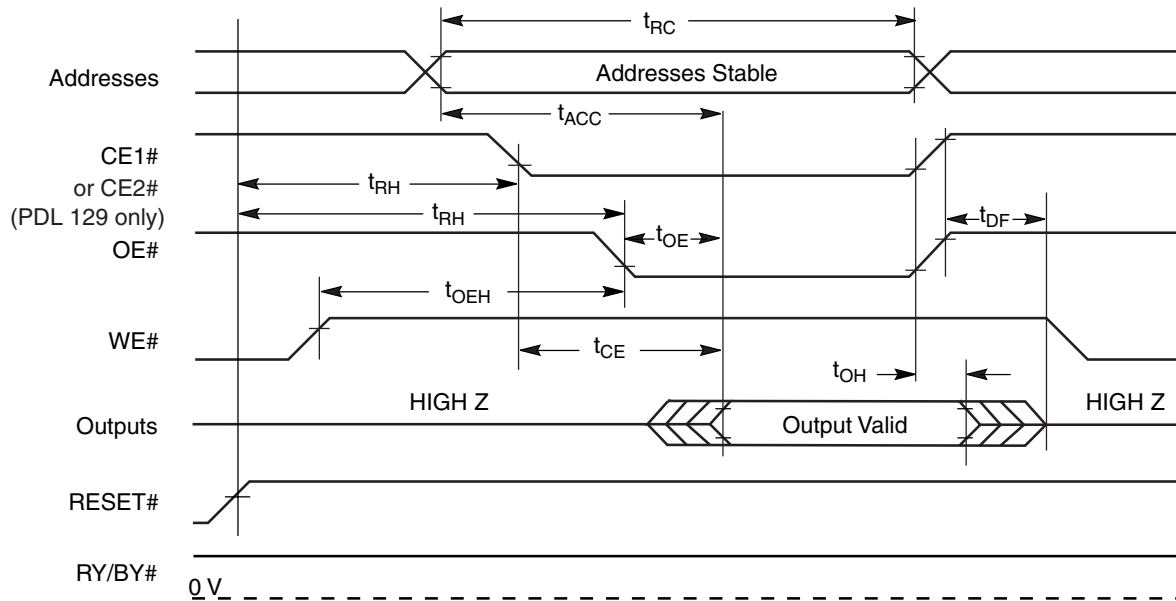 tRC
Addresses
Addresses Stable
tACC
CE1#
or CE2#
(PDL 129 only)
tRH
tRH
OE#
tOE
tDF
tOEH
WE#
tCE
tOH
HIGH Z
HIGH Z
Outputs
Output Valid
RESET#
RY/BY#
0 V